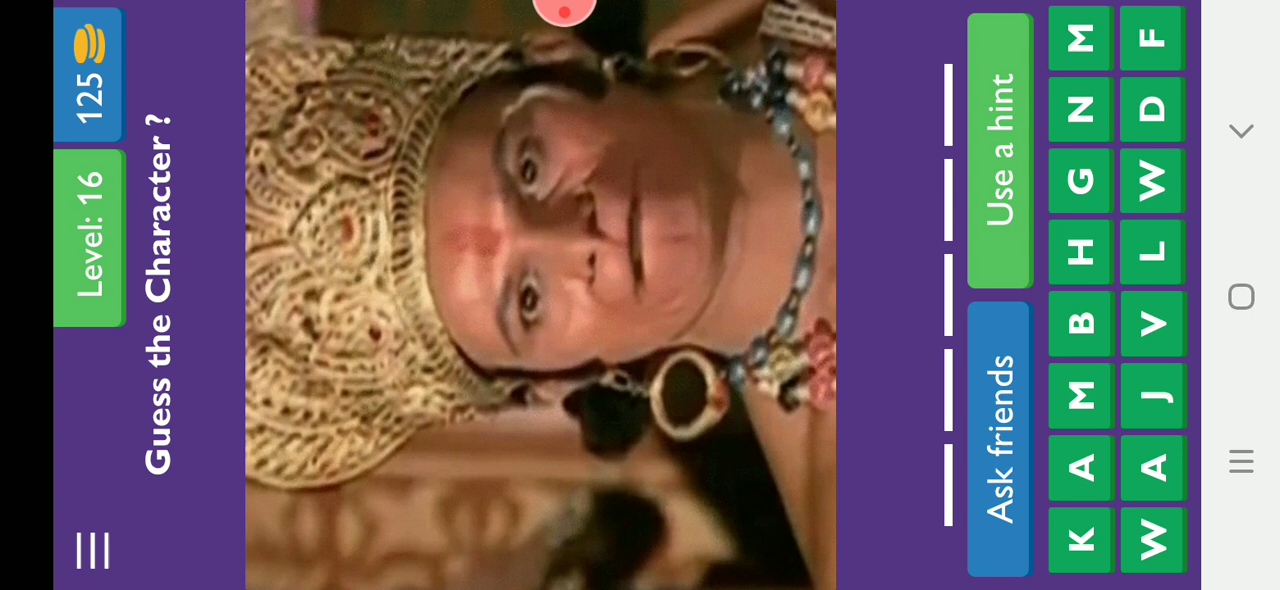 Level: 16
125
Guess the Character ?
Ask friends
Use a hint
K A M B H G N M
W A J V L W D F